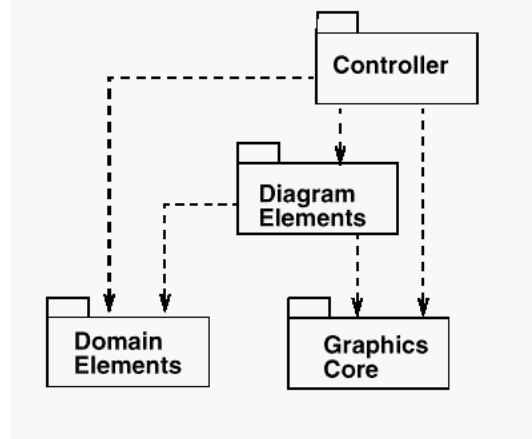 Controller
Diagram
Elements
Domain
Elements
Graphics
Core